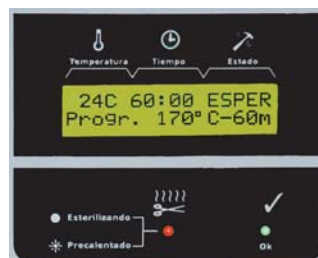 Temperatura Tiempo Estado
24C 60:00 ESPER
Progr. 170°C-60m
Esterilizando
Precalentado
Ok